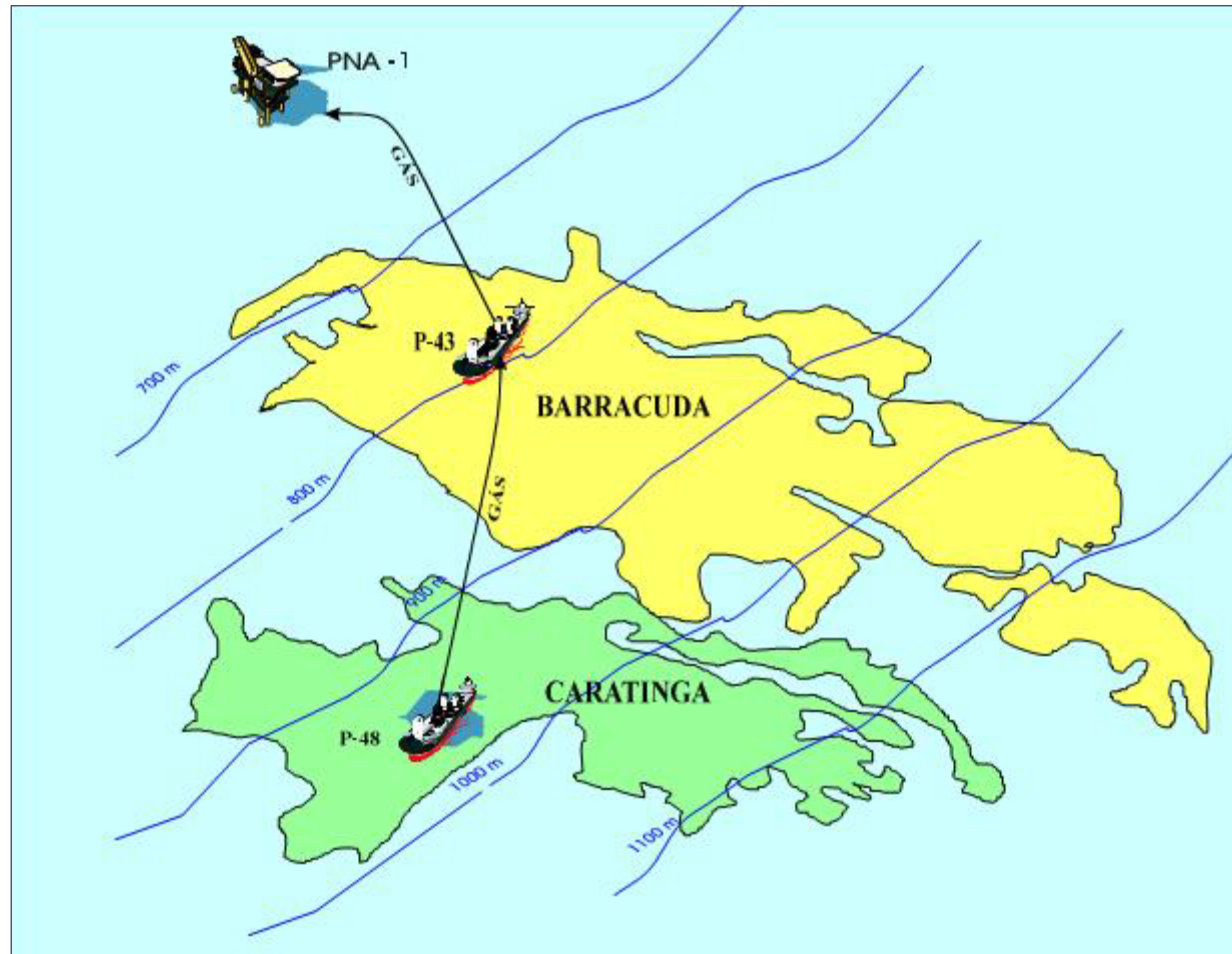 PNA - 1
GÁS
P-43
BARRACUDA
700 m
800 m
GÁS
900 m
CARATINGA
P-48
1000 m
1100 m